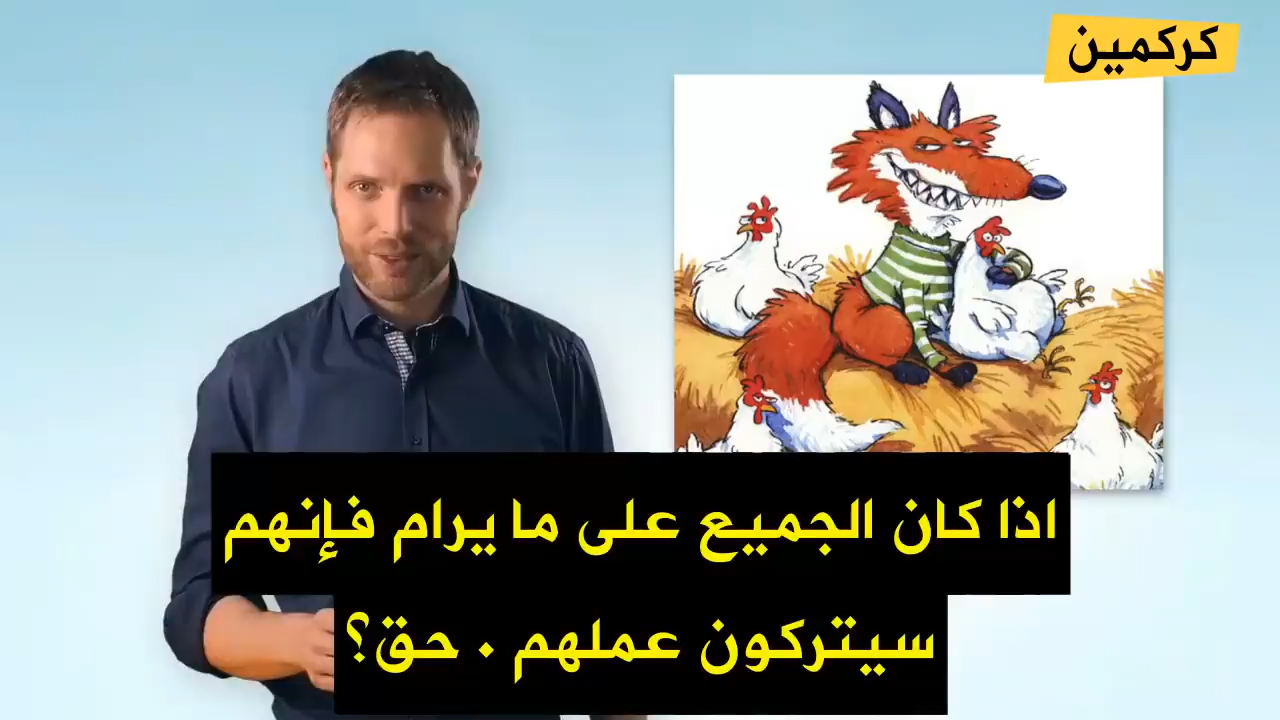 كركمين
اذا كان الجميع على ما يرام فإنهم
سيتركون عملهم . حق؟